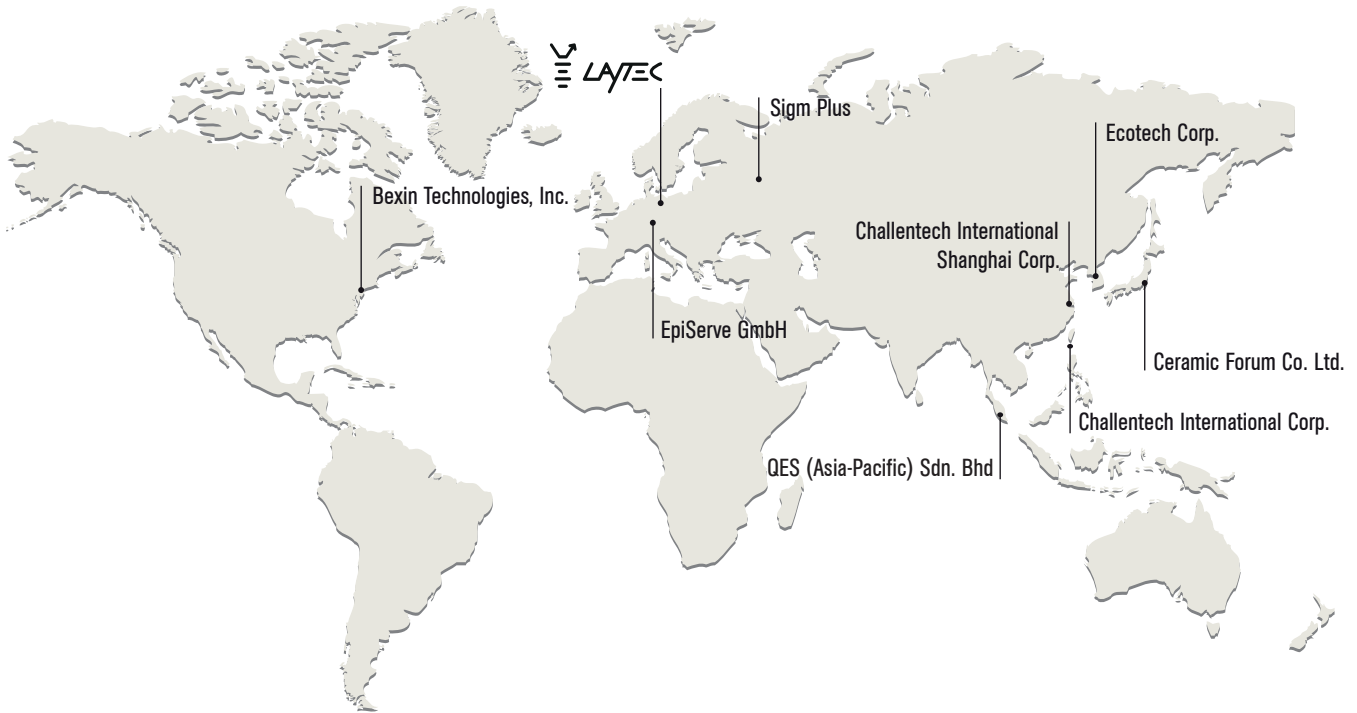 LAYTEC
Sigm Plus
Ecotech Corp.
Bexin Technologies, Inc.
Challentech International
Shanghai Corp.
EpiServe GmbH
Ceramic Forum Co. Ltd.
Challentech International Corp.
QES (Asia-Pacific) Sdn. Bhd